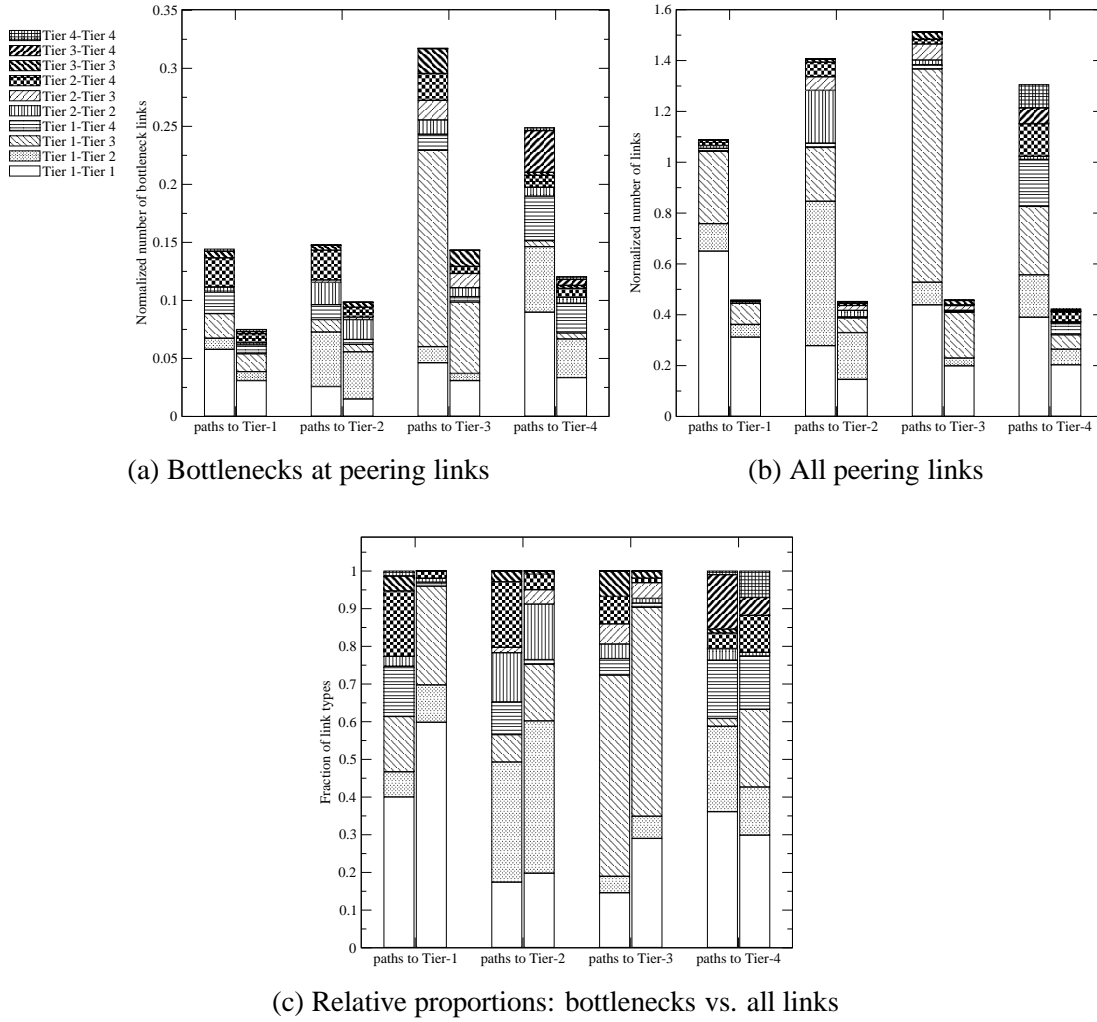 Tier 4-Tier 4
Tier 3-Tier 4
Tier 3-Tier 3
Tier 2-Tier 4
Tier 2-Tier 3
Tier 2-Tier 2
Tier 1-Tier 4
Tier 1-Tier 3
Tier 1-Tier 2
Tier 1-Tier 1
Normalized number of bottleneck links
0.35
0.3
0.25
0.2
0.15
0.1
0.05
0
paths to Tier-1 paths to Tier-2 paths to Tier-3 paths to Tier-4
(a) Bottlenecks at peering links
Normalized number of links
1.6
1.4
1.2
1
0.8
0.6
0.4
0.2
0
paths to Tier-1 paths to Tier-2 paths to Tier-3 paths to Tier-4
(b) All peering links
Fraction of link types
1
0.9
0.8
0.7
0.6
0.5
0.4
0.3
0.2
0.1
0
paths to Tier-1 paths to Tier-2 paths to Tier-3 paths to Tier-4
(c) Relative proportions: bottlenecks vs. all links